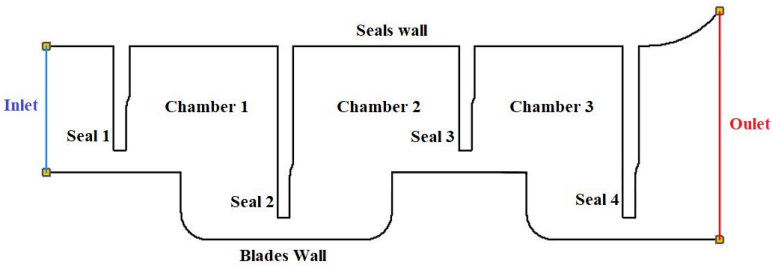 Seals wall
Inlet
Chamber 1
Chamber 2
Chamber 3
Seal 1
Seal 3
Oulet
Seal 2
Seal 4
Blades Wall